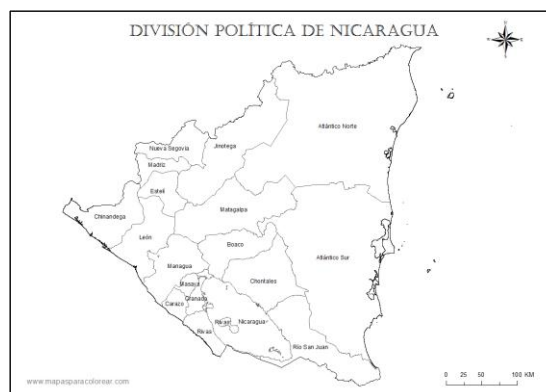 DIVISIÓN POLÍTICA DE NICARAGUA
Atlántico Norte
Jinotega
Nueva Segovia
Madriz
Estelí
Chinandega
Matagalpa
León
Boaco
Atlántico Sur
Managua
Chontales
Masaya
Granada
Carazo
Rivas
Nicaragua
Rivas
Río San Juan
www.mapasparacolorear.com
0 25 50 100 KM